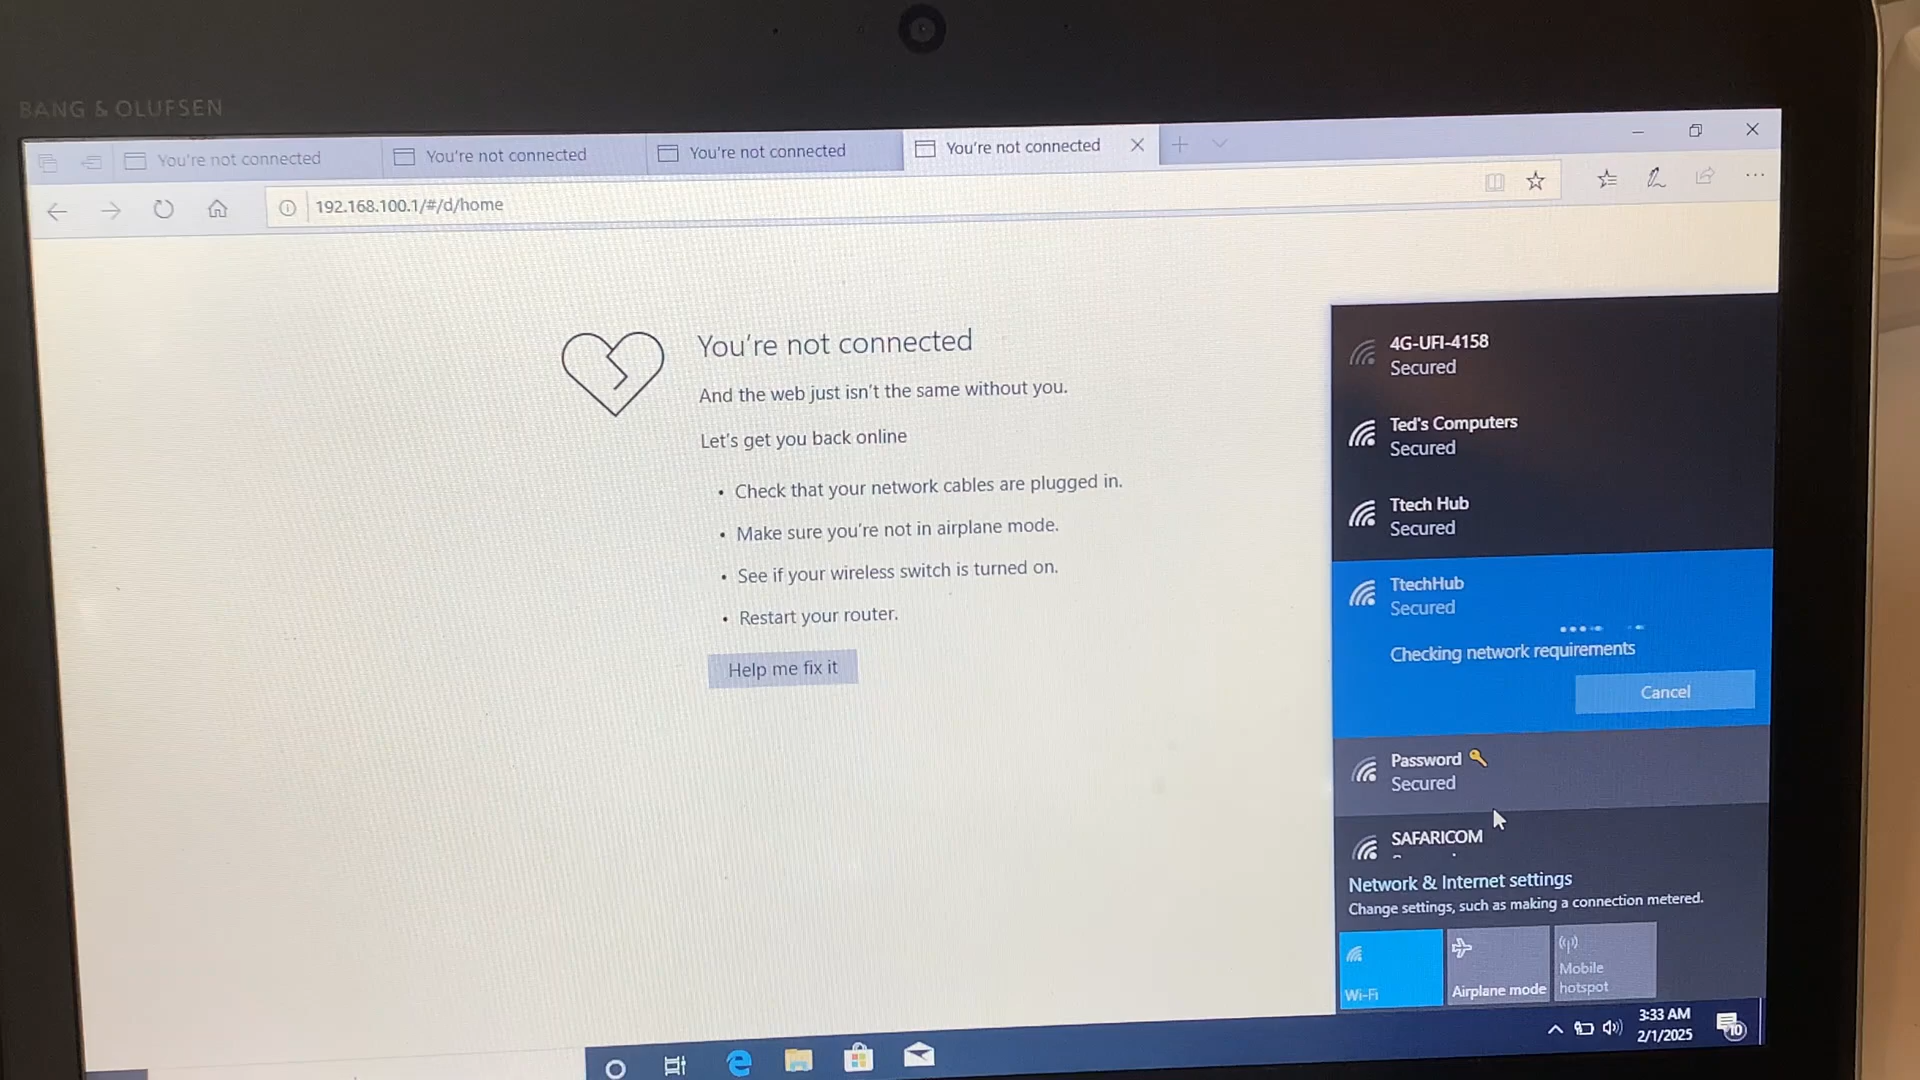 BANG & OLUFSEN
You're not connected
You're not connected
You're not connected
You're not connected
192.168.100.1/#/d/home
You're not connected
And the web just isn't the same without you.
Let's get you back online
• Check that your network cables are plugged in.
• Make sure you're not in airplane mode.
• See if your wireless switch is turned on.
• Restart your router.
Help me fix it
4G-UFI-4158
Secured
Ted's Computers
Secured
Ttech Hub
Secured
TtechHub
Secured
Checking network requirements
Cancel
Password 🔑
Secured
SAFARICOM
Network & Internet settings
Change settings, such as making a connection metered.
Wi-Fi
Airplane mode
Mobile
hotspot
3:33 AM
2/1/2025
10